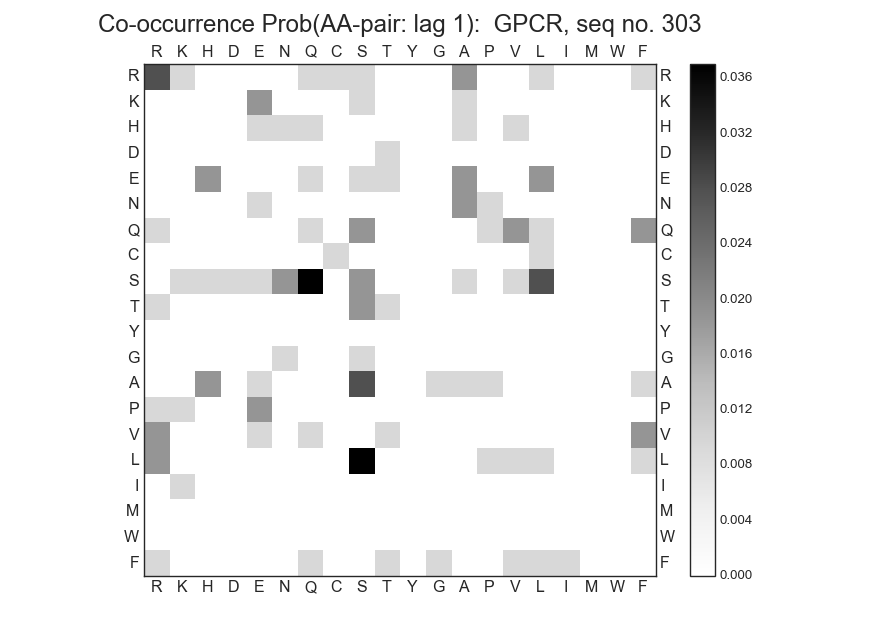 Co-occurrence Prob(AA-pair: lag 1):  GPCR, seq no. 303
R K H D E N Q C S T Y G A P V L I M W F
R R 0.036
K K
H H 0.032
D D
E E 0.028
N N
Q Q 0.024
C C
S S 0.020
T T
Y Y 0.016
G G
A A 0.012
P P
V V
L L 0.008
I I
M M 0.004
W W
F F 0.000
R K H D E N Q C S T Y G A P V L I M W F